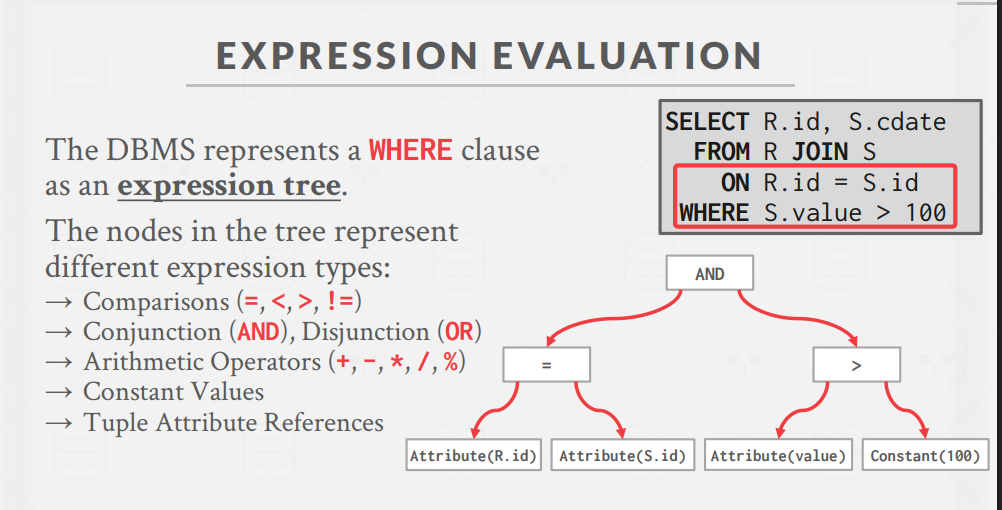 EXPRESSION EVALUATION
The DBMS represents a WHERE clause
as an expression tree.
The nodes in the tree represent
different expression types:
→ Comparisons (=, <, >, !=)
→ Conjunction (AND), Disjunction (OR)
→ Arithmetic Operators (+, -, *, /, %)
→ Constant Values
→ Tuple Attribute References
SELECT R.id, S.cdate
FROM R JOIN S
ON R.id = S.id
WHERE S.value > 100
AND
=
>
Attribute(R.id)
Attribute(S.id)
Attribute(value)
Constant(100)